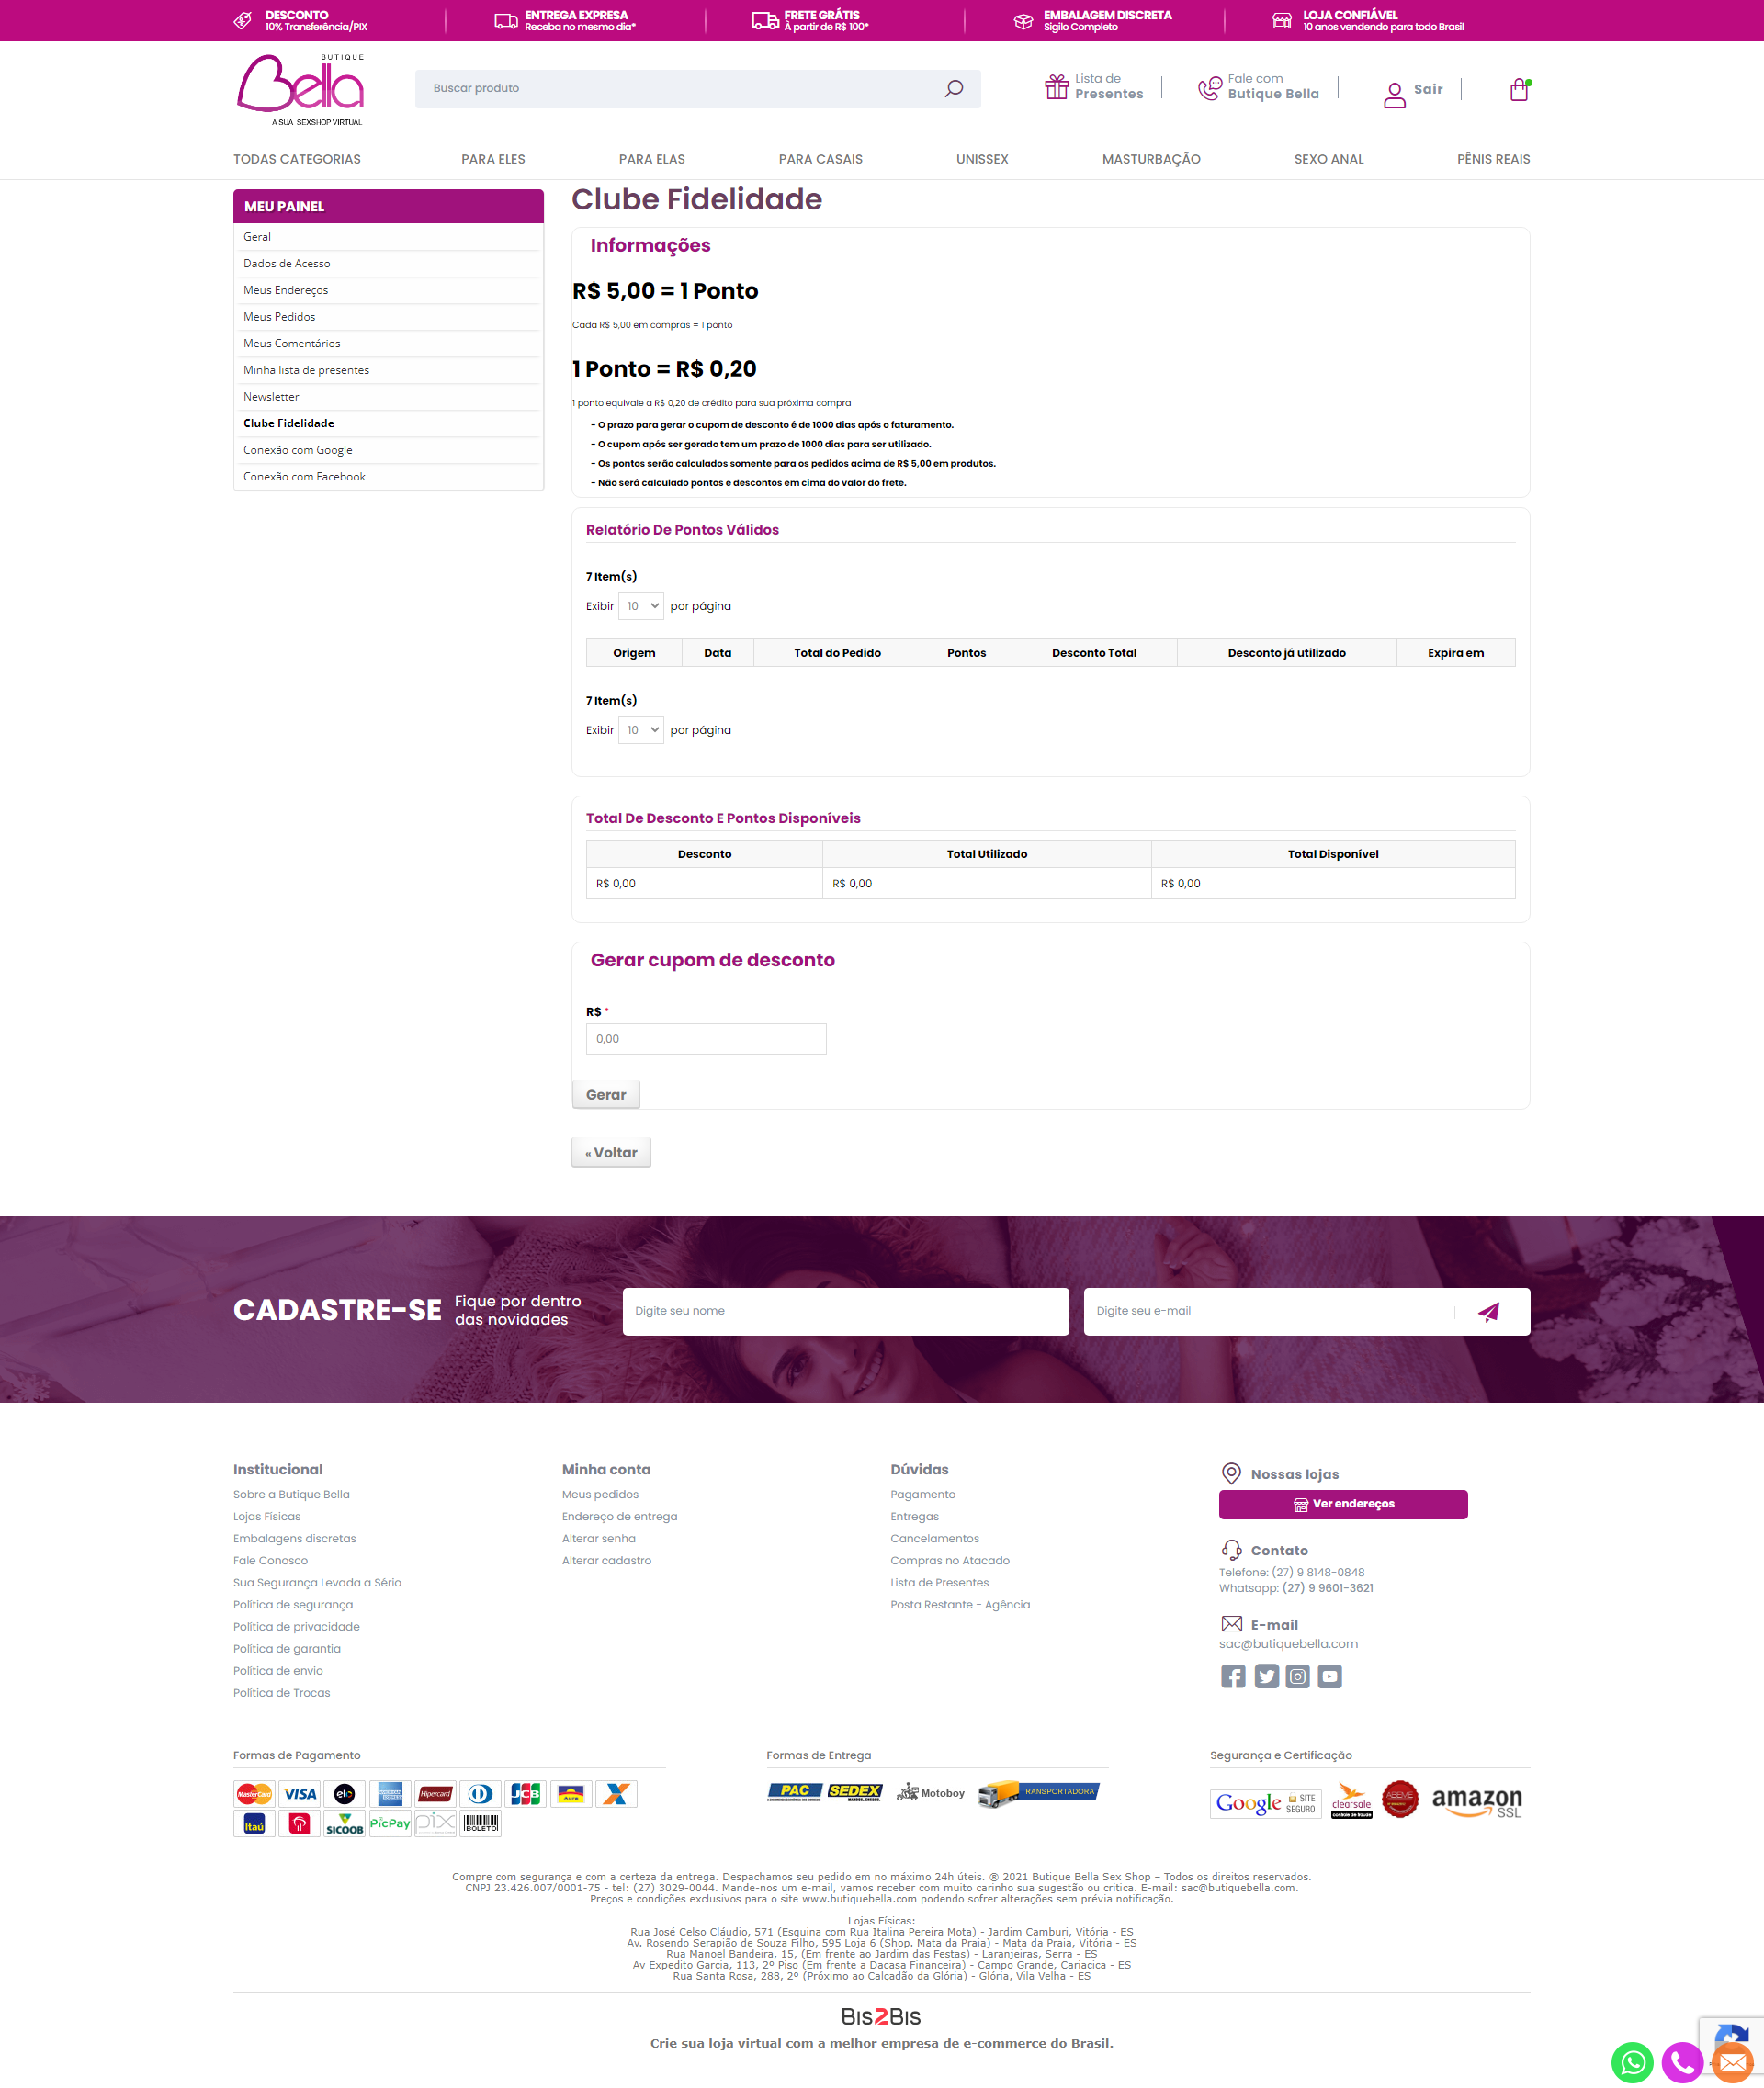 DESCONTO
10% Transferência/PIX
ENTREGA EXPRESSA
Receba no mesmo dia*
FRETE GRÁTIS
À partir de R$ 100*
EMBALAGEM DISCRETA
Sigilo Completo
LOJA CONFIÁVEL
10 anos vendendo para todo Brasil
BUTIQUE
Bella
A SUA SEXSHOP VIRTUAL
Buscar produto
Lista de
Presentes
Fale com
Butique Bella
Sair
TODAS CATEGORIAS
PARA ELES
PARA ELAS
PARA CASAIS
UNISSEX
MASTURBAÇÃO
SEXO ANAL
PÊNIS REAIS
MEU PAINEL
Geral
Dados de Acesso
Meus Endereços
Meus Pedidos
Meus Comentários
Minha lista de presentes
Newsletter
Clube Fidelidade
Conexão com Google
Conexão com Facebook
Clube Fidelidade
Informações
R$ 5,00 = 1 Ponto
Cada R$ 5,00 em compras = 1 ponto
1 Ponto = R$ 0,20
1 ponto equivale a R$ 0,20 de crédito para sua próxima compra
- O prazo para gerar o cupom de desconto é de 1000 dias após o faturamento.
- O cupom após ser gerado tem um prazo de 1000 dias para ser utilizado.
- Os pontos serão calculados somente para os pedidos acima de R$ 5,00 em produtos.
- Não será calculado pontos e descontos em cima do valor do frete.
Relatório De Pontos Válidos
7 Item(s)
Exibir 10 por página
Origem Data Total do Pedido Pontos Desconto Total Desconto já utilizado Expira em
7 Item(s)
Exibir 10 por página
Total De Desconto E Pontos Disponíveis
Desconto Total Utilizado Total Disponível
R$ 0,00 R$ 0,00 R$ 0,00
Gerar cupom de desconto
R$ *
0,00
Gerar
« Voltar
CADASTRE-SE
Fique por dentro
das novidades
Digite seu nome
Digite seu e-mail
Institucional
Sobre a Butique Bella
Lojas Físicas
Embalagens discretas
Fale Conosco
Sua Segurança Levada a Sério
Política de segurança
Política de privacidade
Política de garantia
Política de envio
Política de Trocas
Minha conta
Meus pedidos
Endereço de entrega
Alterar senha
Alterar cadastro
Dúvidas
Pagamento
Entregas
Cancelamentos
Compras no Atacado
Lista de Presentes
Posta Restante - Agência
Nossas lojas
Ver endereços
Contato
Telefone: (27) 9 8148-0848
Whatsapp: (27) 9 9601-3621
E-mail
sac@butiquebella.com
Formas de Pagamento
MasterCard VISA elo Hipercard JCB Aura
Itaú SICOOB PicPay pix BOLETO
Formas de Entrega
PAC SEDEX Motoboy TRANSPORTADORA
Segurança e Certificação
Google SITE SEGURO
clearsale
ABEME
amazon
SSL
Compre com segurança e com a certeza da entrega. Despachamos seu pedido em no máximo 24h úteis. ® 2021 Butique Bella Sex Shop – Todos os direitos reservados.
CNPJ 23.426.007/0001-75 - tel: (27) 3029-0044. Mande-nos um e-mail, vamos receber com muito carinho sua sugestão ou critica. E-mail: sac@butiquebella.com.
Preços e condições exclusivos para o site www.butiquebella.com podendo sofrer alterações sem prévia notificação.
Lojas Físicas:
Rua José Celso Cláudio, 571 (Esquina com Rua Italina Pereira Mota) - Jardim Camburi, Vitória - ES
Av. Rosendo Serapião de Souza Filho, 595 Loja 6 (Shop. Mata da Praia) - Mata da Praia, Vitória - ES
Rua Manoel Bandeira, 15, (Em frente ao Jardim das Festas) - Laranjeiras, Serra - ES
Av Expedito Garcia, 113, 2º Piso (Em frente a Dacasa Financeira) - Campo Grande, Cariacica - ES
Rua Santa Rosa, 288, 2º (Próximo ao Calçadão da Glória) - Glória, Vila Velha - ES
Bis2Bis
Crie sua loja virtual com a melhor empresa de e-commerce do Brasil.